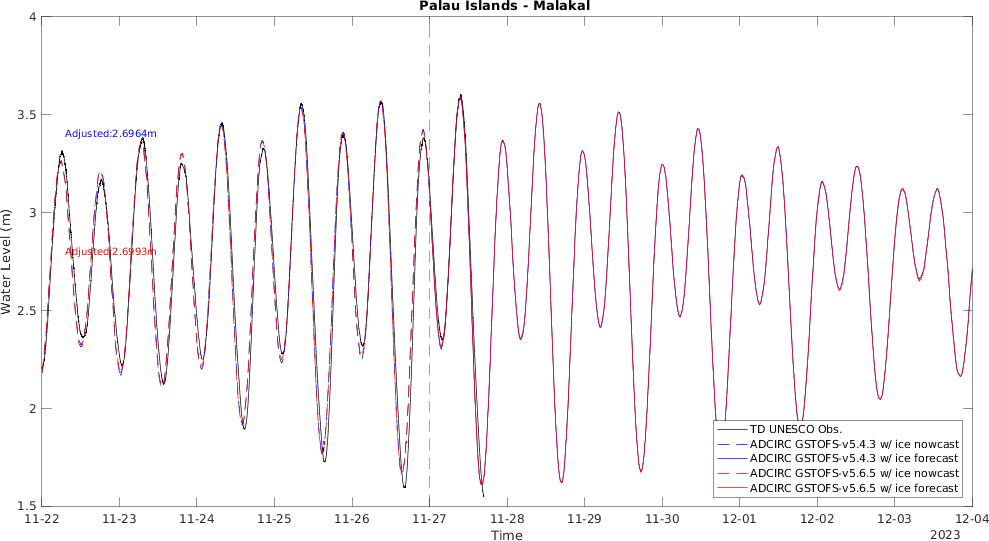 Palau Islands - Malakal
4
3.5
3
2.5
2
1.5
Water Level (m)
Adjusted:2.6964m
Adjusted:2.6993m
TD UNESCO Obs.
ADCIRC GSTOFS-v5.4.3 w/ ice nowcast
ADCIRC GSTOFS-v5.4.3 w/ ice forecast
ADCIRC GSTOFS-v5.6.5 w/ ice nowcast
ADCIRC GSTOFS-v5.6.5 w/ ice forecast
11-22 11-23 11-24 11-25 11-26 11-27 11-28 11-29 11-30 12-01 12-02 12-03 12-04
Time
2023